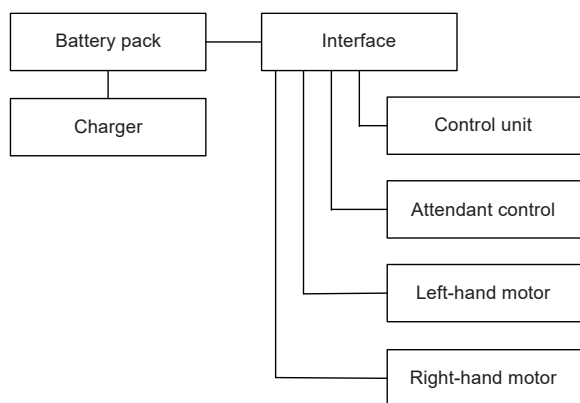 Battery pack
Interface
Charger
Control unit
Attendant control
Left-hand motor
Right-hand motor